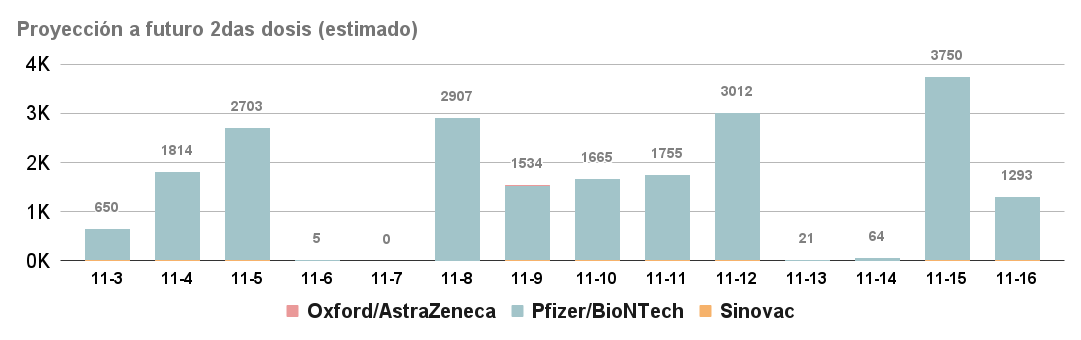 Proyección a futuro 2das dosis (estimado)
4K
3K
2K
1K
0K
650
1814
2703
5
0
2907
1534
1665
1755
3012
21
64
3750
1293
11-3 11-4 11-5 11-6 11-7 11-8 11-9 11-10 11-11 11-12 11-13 11-14 11-15 11-16
Oxford/AstraZeneca Pfizer/BioNTech Sinovac